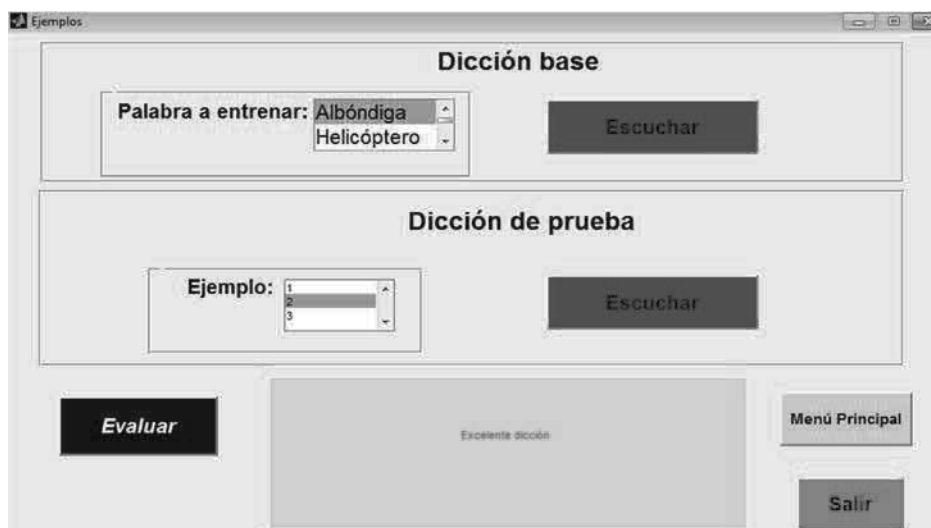 Ejemplos
Dicción base
Palabra a entrenar:
Albóndiga
Helicóptero
Escuchar
Dicción de prueba
Ejemplo:
1
2
3
Escuchar
Evaluar
Excelente dicción
Menú Principal
Salir